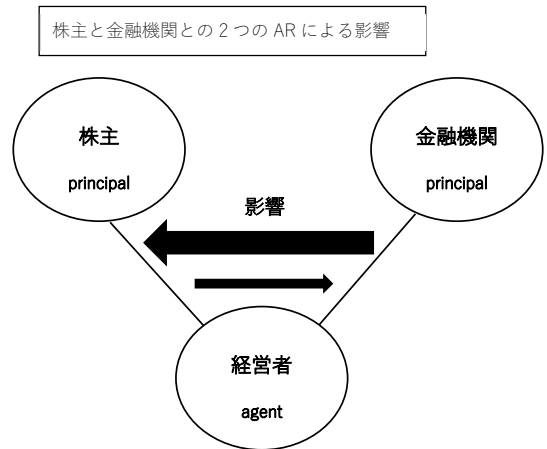 株主と金融機関との2つの AR による影響
株主
principal
金融機関
principal
影響
経営者
agent